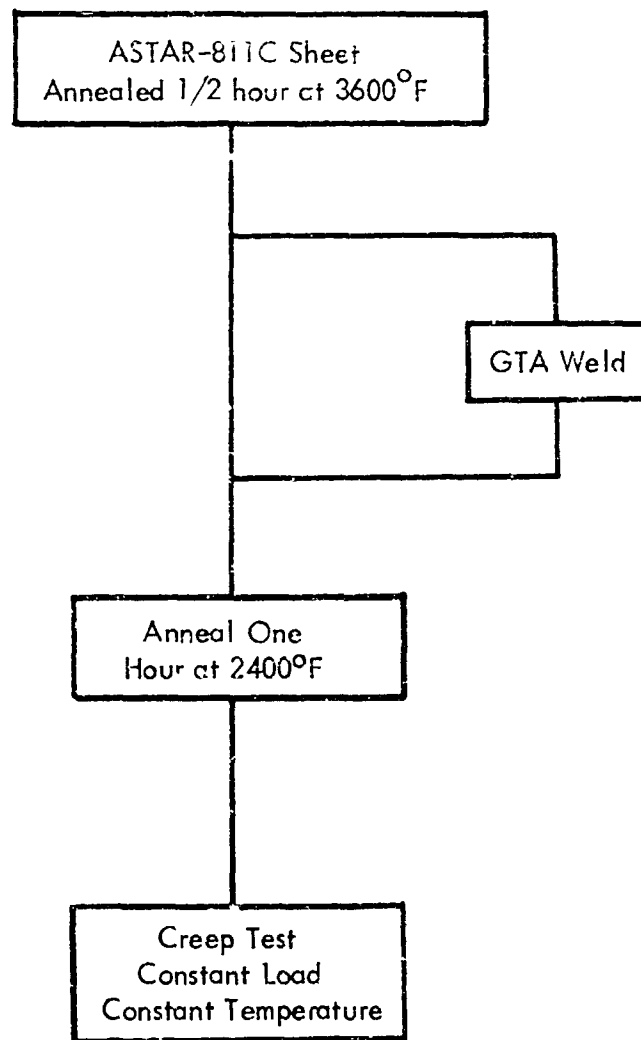 ASTAR-811C Sheet
Annealed 1/2 hour at 3600°F
GTA Weld
Anneal One
Hour at 2400°F
Creep Test
Constant Load
Constant Temperature